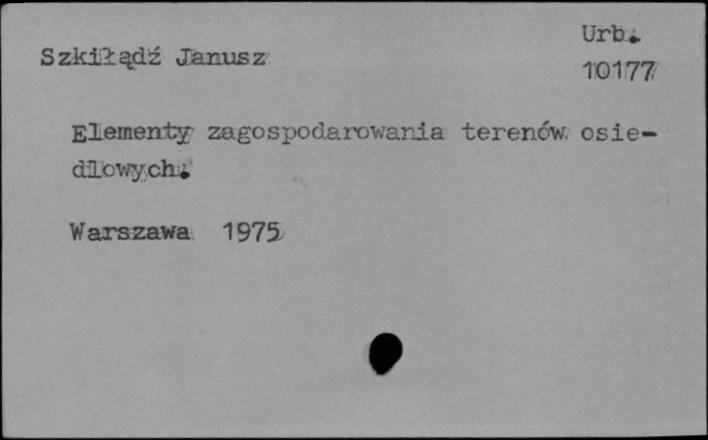 Szkiłądź Janusz
Urb.
10177
Elementy zagospodarowania terenów osie-
dlowych.
Warszawa 1975